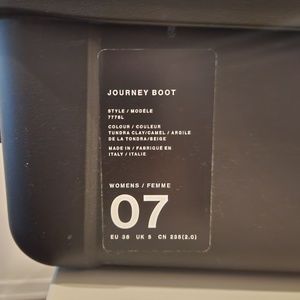 JOURNEY BOOT
STYLE / MODÈLE
7776L
COLOUR / COULEUR
TUNDRA CLAY/CAMEL / ARGILE
DE LA TONDRA/BEIGE
MADE IN / FABRIQUÉ EN
ITALY / ITALIE
WOMENS / FEMME
07
EU 38 UK 5 CN 235(2.0)